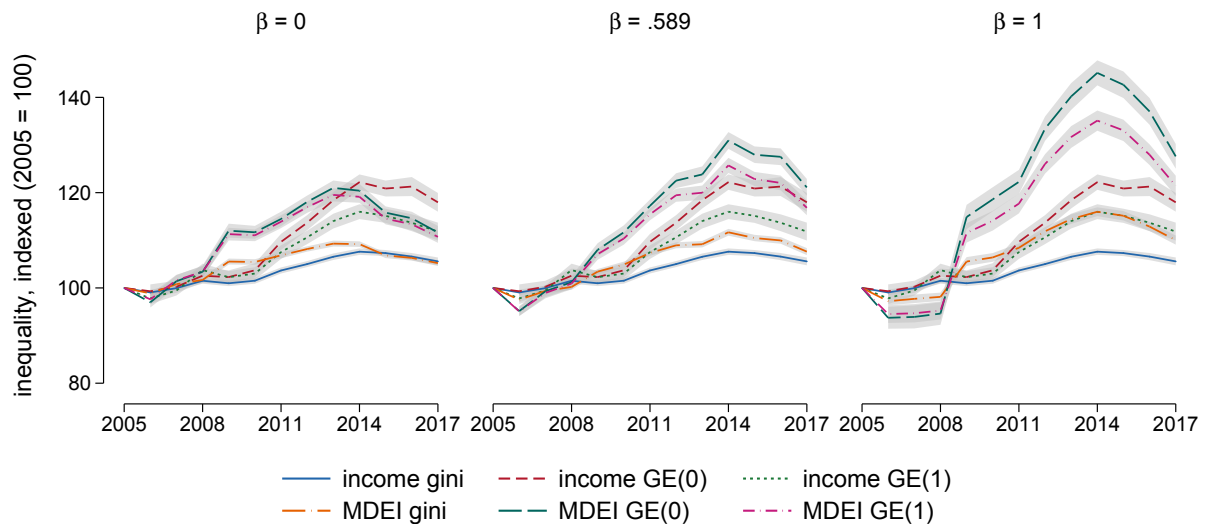 β = 0
β = .589
β = 1
inequality, indexed (2005 = 100)
140
120
100
80
2005 2008 2011 2014 2017
2005 2008 2011 2014 2017
2005 2008 2011 2014 2017
income gini income GE(0) income GE(1)
MDEI gini MDEI GE(0) MDEI GE(1)